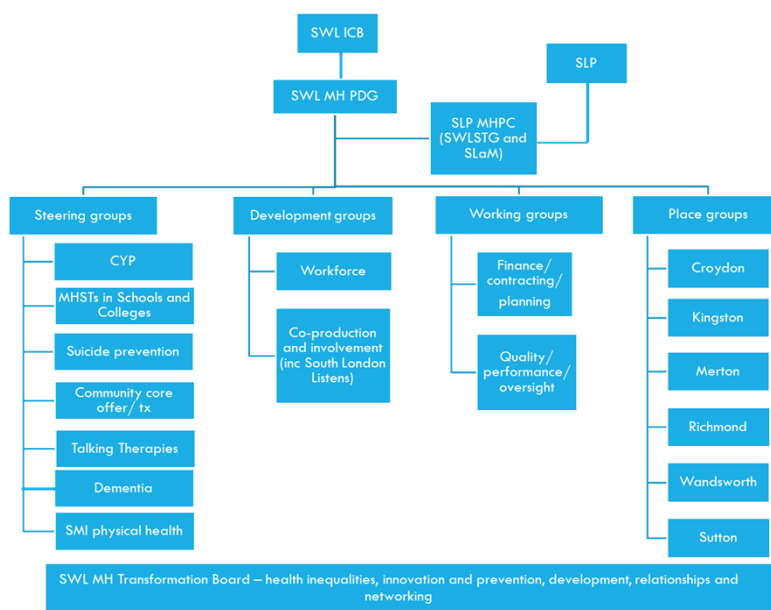 SWL ICB
SLP
SWL MH PDG
SLP MHPC
(SWLSTG and
SLaM)
Steering groups
Development groups
Working groups
Place groups
CYP
MHSTs in Schools and
Colleges
Suicide prevention
Community core
offer/ tx
Talking Therapies
Dementia
SMI physical health
Workforce
Co-production
and involvement
(inc South London
Listens)
Finance/
contracting/
planning
Quality/
performance/
oversight
Croydon
Kingston
Merton
Richmond
Wandsworth
Sutton
SWL MH Transformation Board – health inequalities, innovation and prevention, development, relationships and
networking